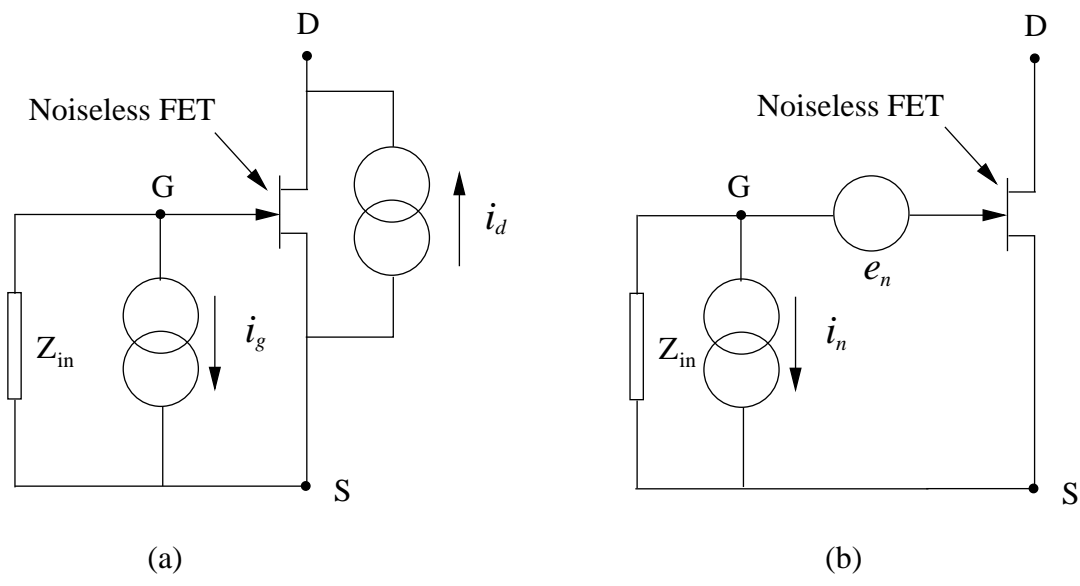 D
Noiseless FET
G
i_d
Z_in
i_g
S
(a)
D
Noiseless FET
G
e_n
Z_in
i_n
S
(b)